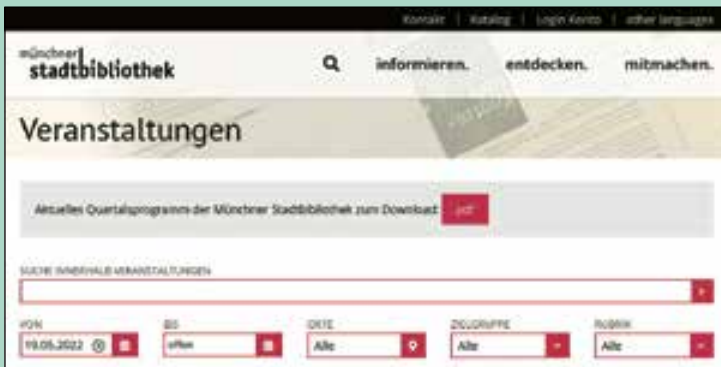 Kontakt | Katalog | Login Konto | other languages
münchner
stadtbibliothek
informieren. entdecken. mitmachen.
Veranstaltungen
Aktuelles Quartalsprogramm der Münchner Stadtbibliothek zum Download pdf
SUCHE INNERHALB VERANSTALTUNGEN
VON BIS ORTE ZIELGRUPPE RUBRIK
19.05.2022 offen Alle Alle Alle